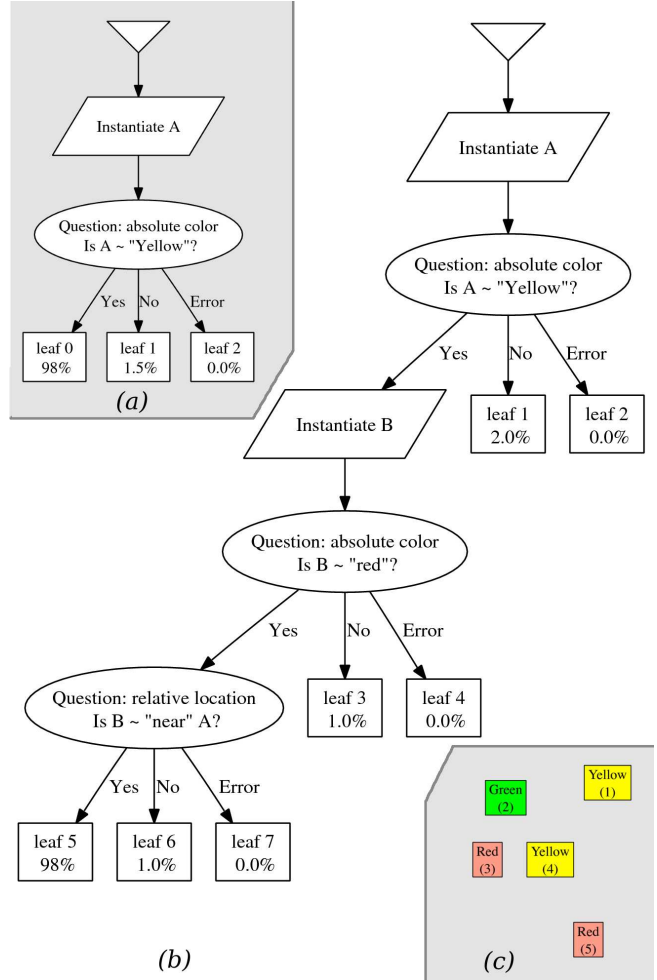 Instantiate A
Question: absolute color
Is A ~ "Yellow"?
Yes
No
Error
leaf 0
98%
leaf 1
1.5%
leaf 2
0.0%
(a)
Instantiate A
Question: absolute color
Is A ~ "Yellow"?
Yes
No
Error
Instantiate B
leaf 1
2.0%
leaf 2
0.0%
Question: absolute color
Is B ~ "red"?
Yes
No
Error
Question: relative location
Is B ~ "near" A?
leaf 3
1.0%
leaf 4
0.0%
Yes
No
Error
leaf 5
98%
leaf 6
1.0%
leaf 7
0.0%
(b)
Yellow
(1)
Green
(2)
Red
(3)
Yellow
(4)
Red
(5)
(c)